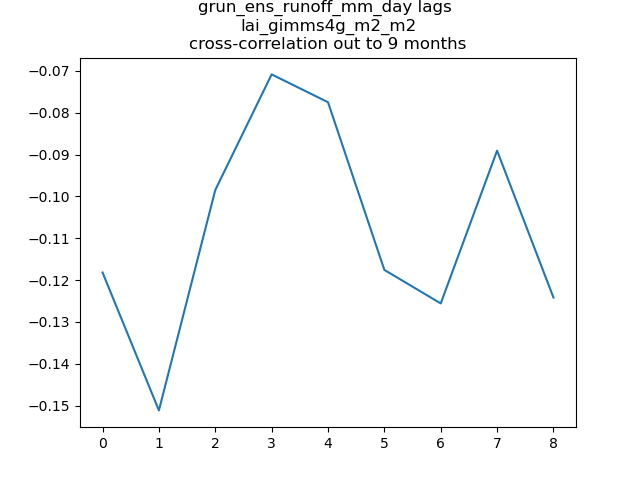 grun_ens_runoff_mm_day lags
lai_gimms4g_m2_m2
cross-correlation out to 9 months
−0.07
−0.08
−0.09
−0.10
−0.11
−0.12
−0.13
−0.14
−0.15
0 1 2 3 4 5 6 7 8